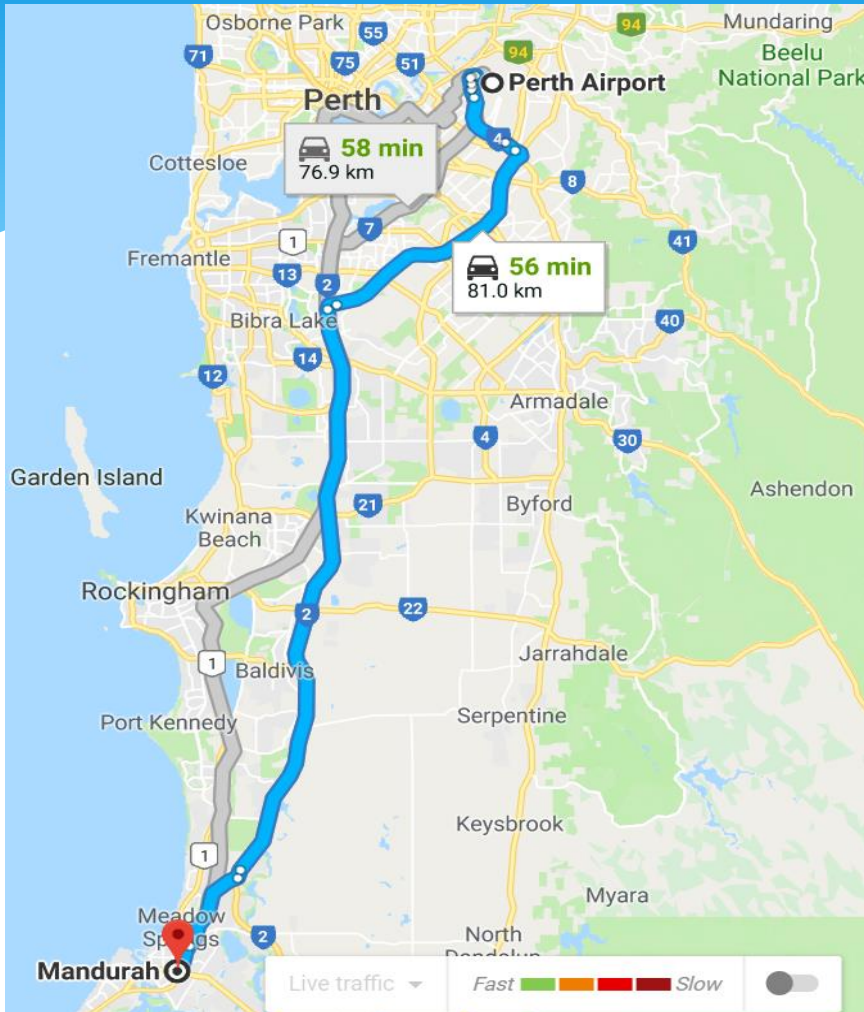 Osborne Park
94
Mundaring
55
94
71
Beelu
National Park
75
51
Perth
Perth Airport
58 min
76.9 km
4
Cottesloe
8
7
1
41
Fremantle
13
56 min
81.0 km
2
Bibra Lake
40
14
12
Armadale
4
30
Garden Island
Ashendon
21
Byford
Kwinana
Beach
Rockingham
2
22
1
Jarrahdale
Baldivis
Port Kennedy
Serpentine
Keysbrook
1
Myara
Meadow
Springs
2
North
Mandurah
Live traffic
Fast
Slow